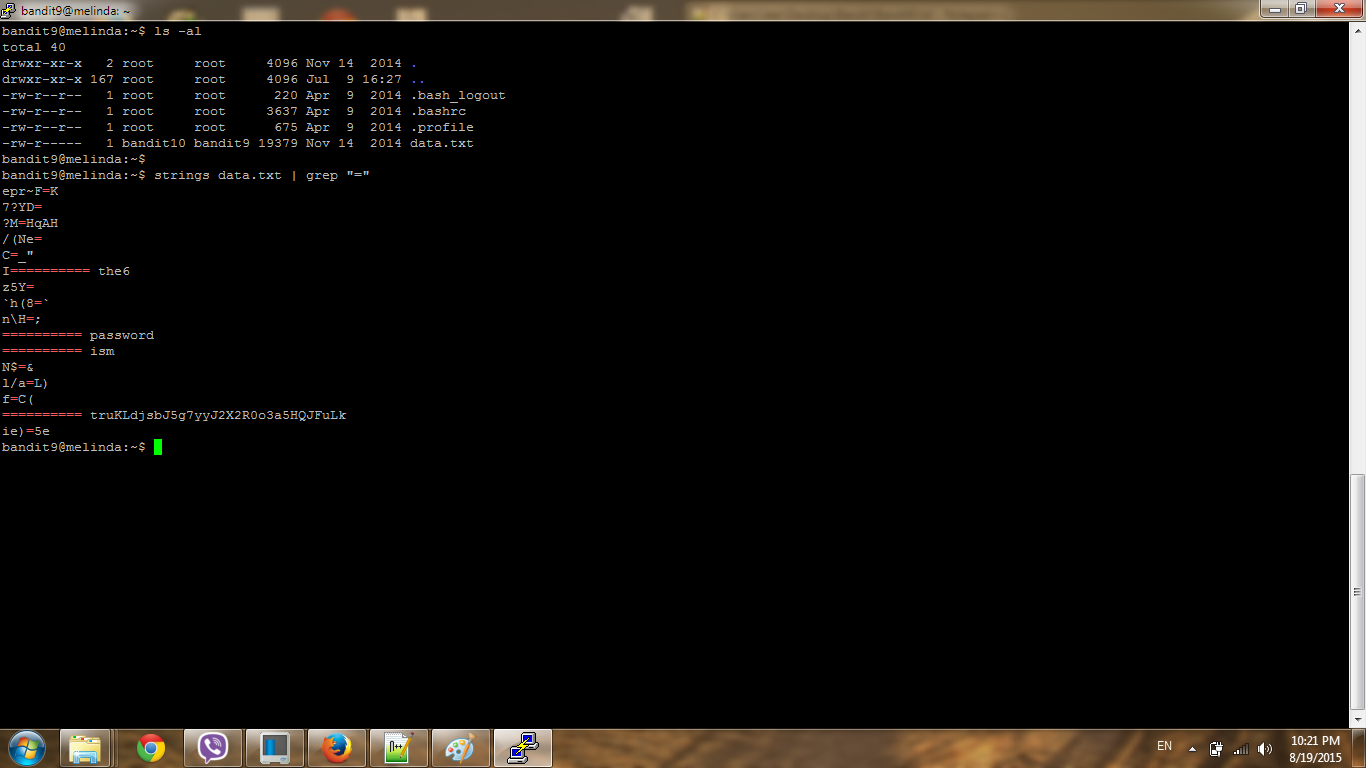 bandit9@melinda: ~
bandit9@melinda:~$ ls -al
total 40
drwxr-xr-x   2 root     root      4096 Nov 14  2014 .
drwxr-xr-x 167 root     root      4096 Jul  9 16:27 ..
-rw-r--r--   1 root     root       220 Apr  9  2014 .bash_logout
-rw-r--r--   1 root     root      3637 Apr  9  2014 .bashrc
-rw-r--r--   1 root     root       675 Apr  9  2014 .profile
-rw-r-----   1 bandit10 bandit9 19379 Nov 14  2014 data.txt
bandit9@melinda:~$
bandit9@melinda:~$ strings data.txt | grep "="
epr~F=K
7?YD=
?M=HqAH
/(Ne=
C=_"
I========== the6
z5Y=
`h(8=`
n\H=;
========== password
========== ism
N$=&
l/a=L)
f=C(
========== truKLdjsbJ5g7yyJ2X2R0o3a5HQJFuLk
ie)=5e
bandit9@melinda:~$
EN
10:21 PM
8/19/2015